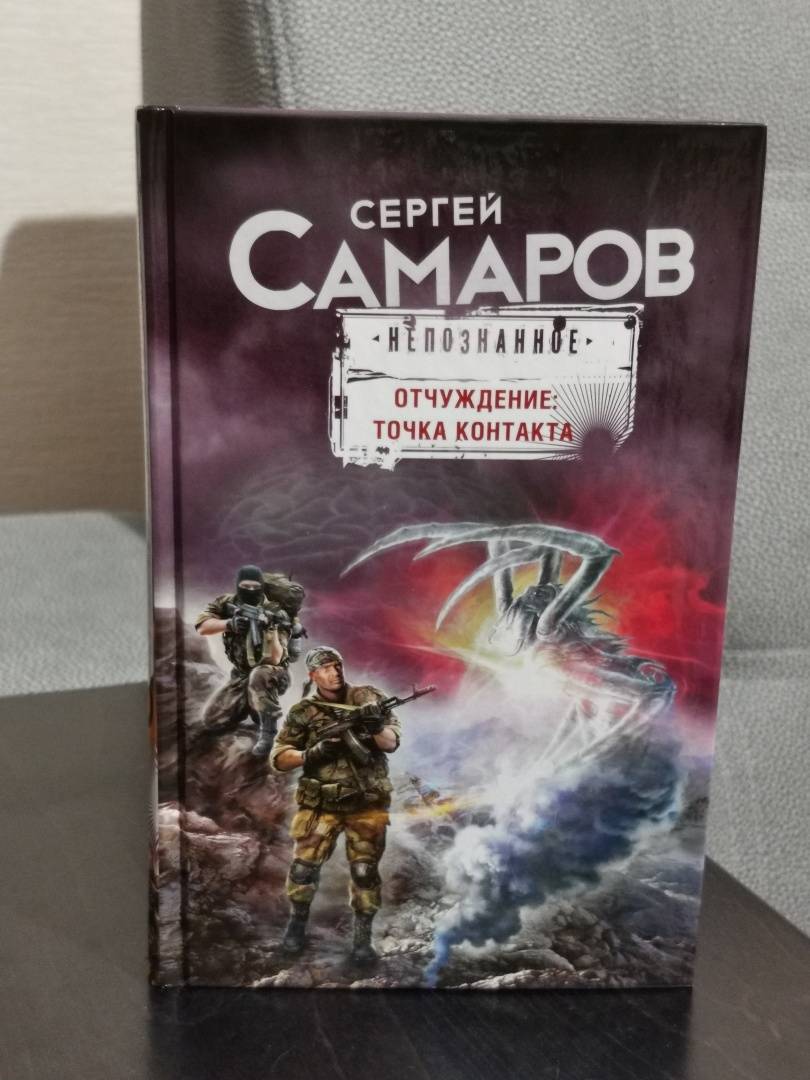 СЕРГЕЙ
САМАРОВ
НЕПОЗНАННОЕ
ОТЧУЖДЕНИЕ:
ТОЧКА КОНТАКТА